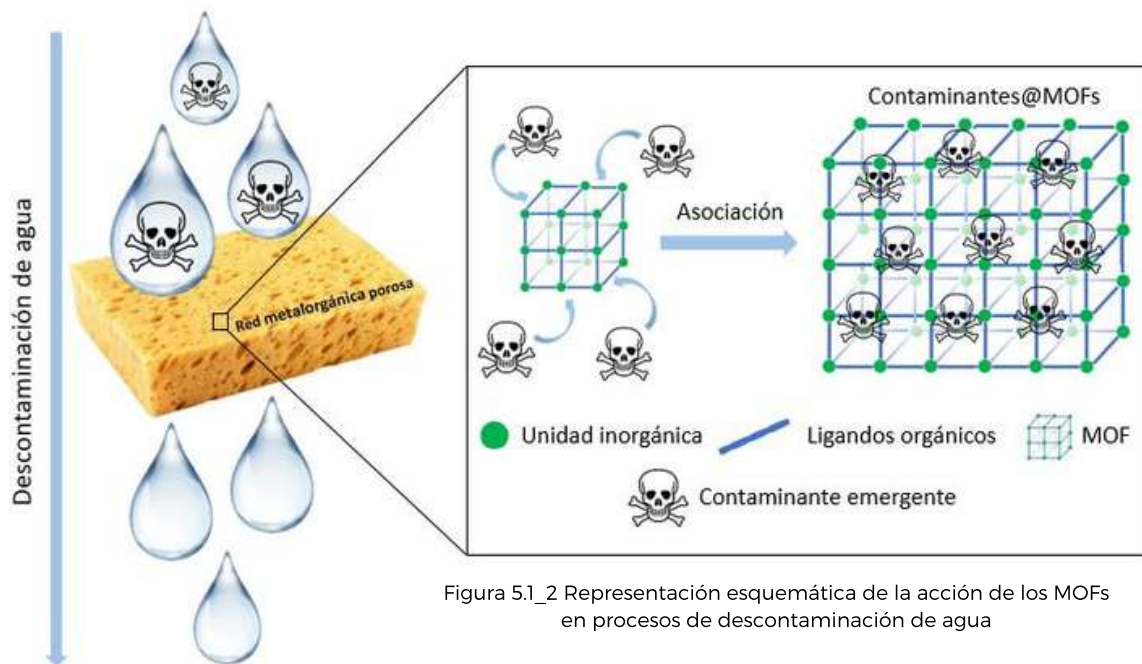 Descontaminación de agua
Red metalorgánica porosa
Contaminantes@MOFs
Asociación
Unidad inorgánica
Ligandos orgánicos
MOF
Contaminante emergente
Figura 5.1_2 Representación esquemática de la acción de los MOFs
en procesos de descontaminación de agua